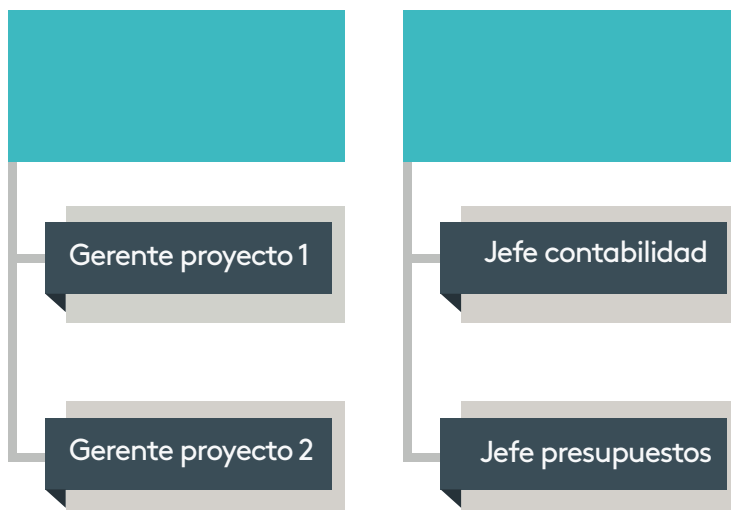 Gerente proyecto 1
Jefe contabilidad
Gerente proyecto 2
Jefe presupuestos